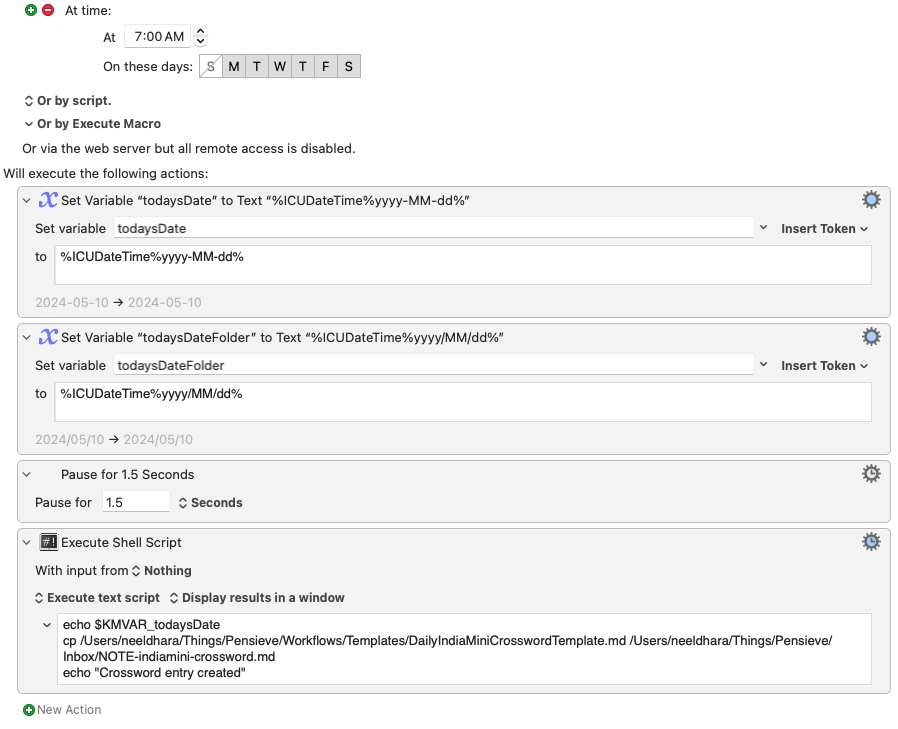 At time:
At 7:00 AM
On these days: S M T W T F S
Or by script.
Or by Execute Macro
Or via the web server but all remote access is disabled.
Will execute the following actions:
Set Variable “todaysDate” to Text “%ICUDateTime%yyyy-MM-dd%”
Set variable todaysDate Insert Token
to %ICUDateTime%yyyy-MM-dd%
2024-05-10 → 2024-05-10
Set Variable “todaysDateFolder” to Text “%ICUDateTime%yyyy/MM/dd%”
Set variable todaysDateFolder Insert Token
to %ICUDateTime%yyyy/MM/dd%
2024/05/10 → 2024/05/10
Pause for 1.5 Seconds
Pause for 1.5 Seconds
#! Execute Shell Script
With input from Nothing
Execute text script Display results in a window
echo $KMVAR_todaysDate
cp /Users/neeldhara/Things/Pensieve/Workflows/Templates/DailyIndiaMiniCrosswordTemplate.md /Users/neeldhara/Things/Pensieve/
Inbox/NOTE-indiamini-crossword.md
echo "Crossword entry created"
New Action